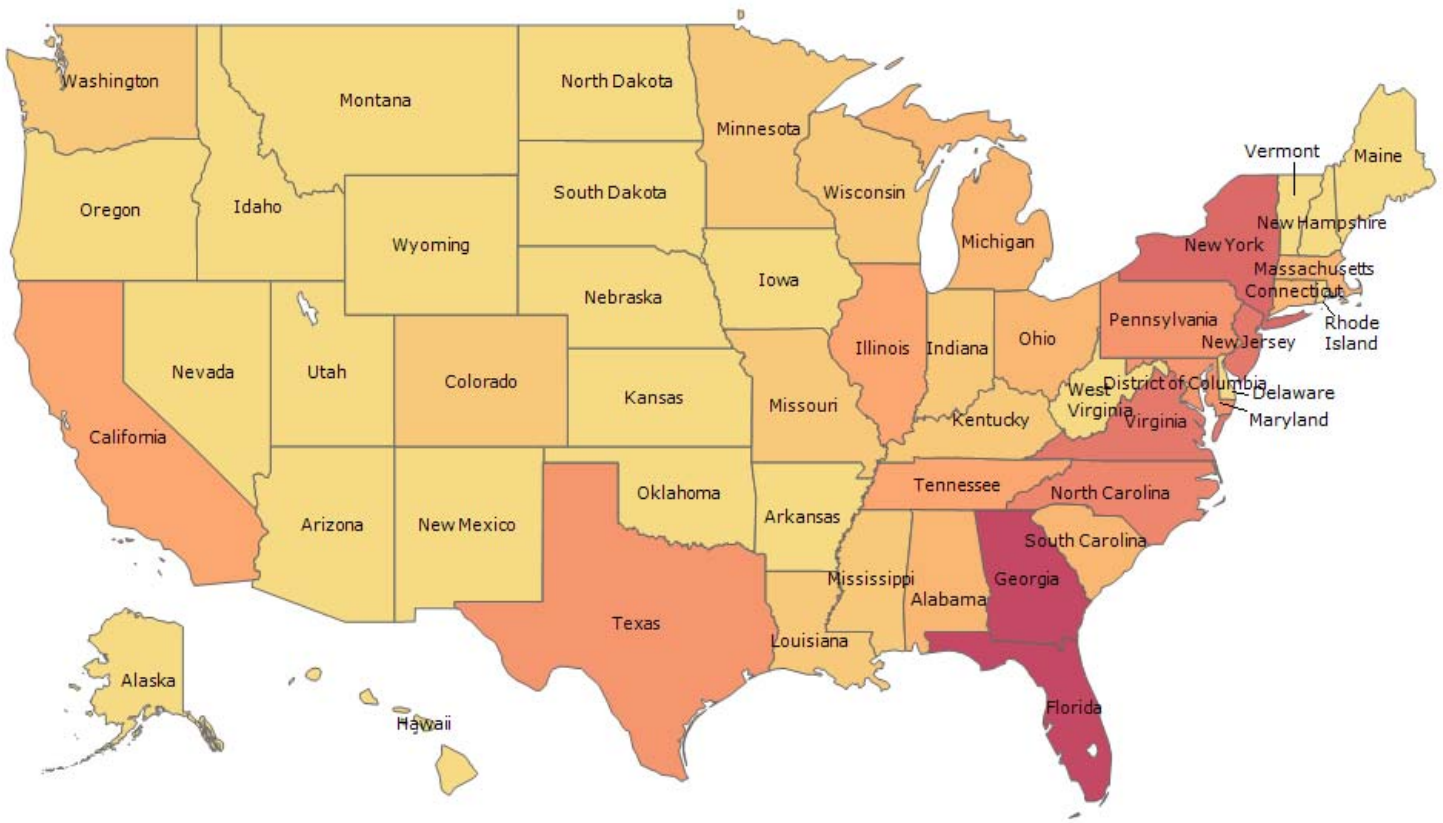 Washington
Montana
North Dakota
Minnesota
Vermont
Maine
Oregon
Idaho
South Dakota
Wisconsin
Wyoming
Michigan
New York
New Hampshire
Massachusetts
Iowa
Nebraska
Connecticut
Rhode
Island
Nevada
Utah
Colorado
Kansas
Missouri
Illinois
Indiana
Ohio
Pennsylvania
New Jersey
California
Kentucky
West
Virginia
District of Columbia
Delaware
Maryland
Virginia
Arizona
New Mexico
Oklahoma
Arkansas
Tennessee
North Carolina
South Carolina
Texas
Louisiana
Mississippi
Alabama
Georgia
Alaska
Hawaii
Florida